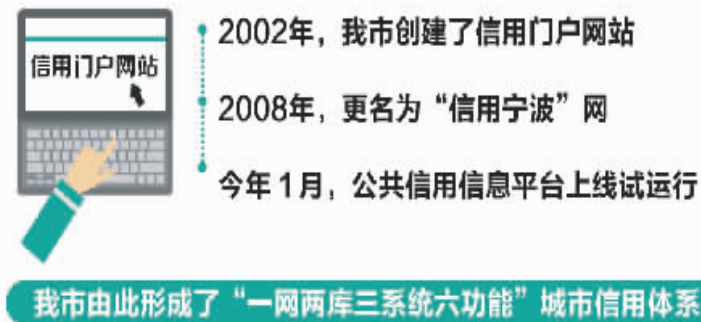 信用门户网站
2002年，我市创建了信用门户网站
2008年，更名为“信用宁波”网
今年1月，公共信用信息平台上线试运行
我市由此形成了“一网两库三系统六功能”城市信用体系